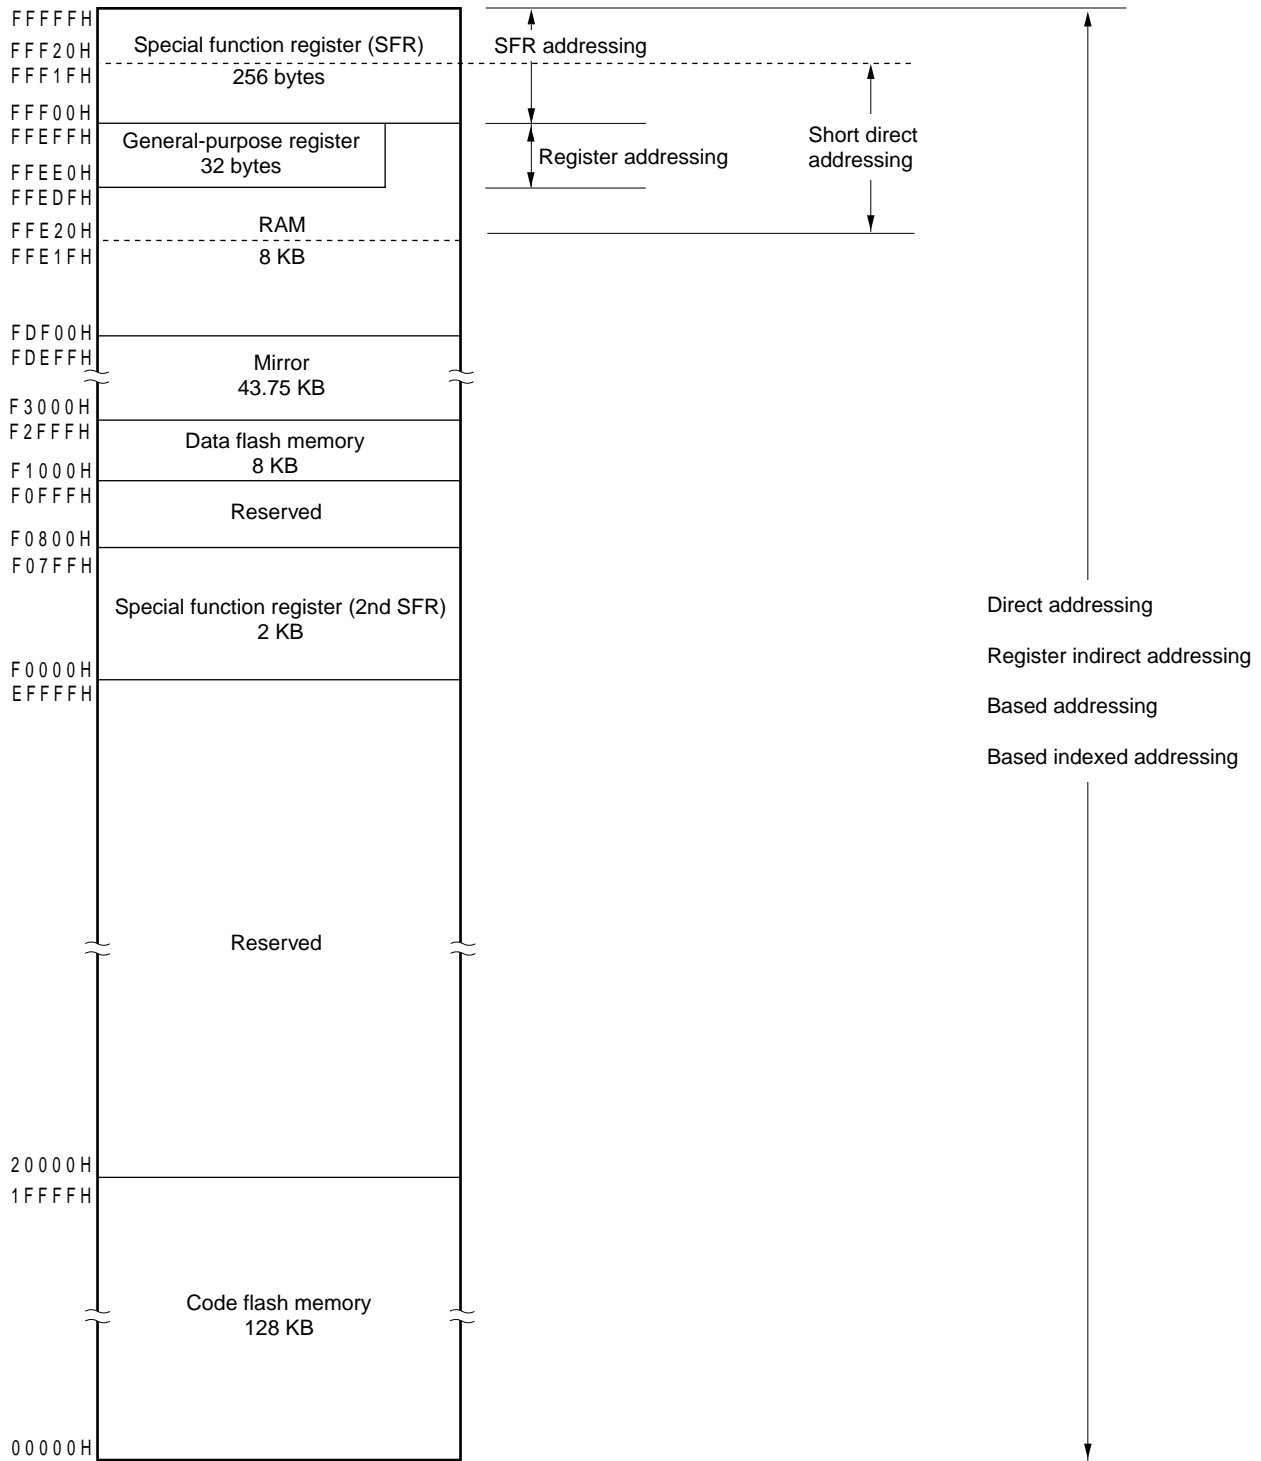 FFFFFH
Special function register (SFR)
256 bytes
SFR addressing
FFF20H
FFF1FH
FFF00H
FFEFFH
General-purpose register
32 bytes
Register addressing
Short direct
addressing
FFEE0H
FFEDFH
RAM
8 KB
FFE20H
FFE1FH
FDF00H
FDEFFH
Mirror
43.75 KB
F3000H
F2FFFH
Data flash memory
8 KB
F1000H
F0FFFH
Reserved
F0800H
F07FFH
Special function register (2nd SFR)
2 KB
Direct addressing
Register indirect addressing
Based addressing
Based indexed addressing
F0000H
EFFFFH
Reserved
20000H
1FFFFH
Code flash memory
128 KB
00000H